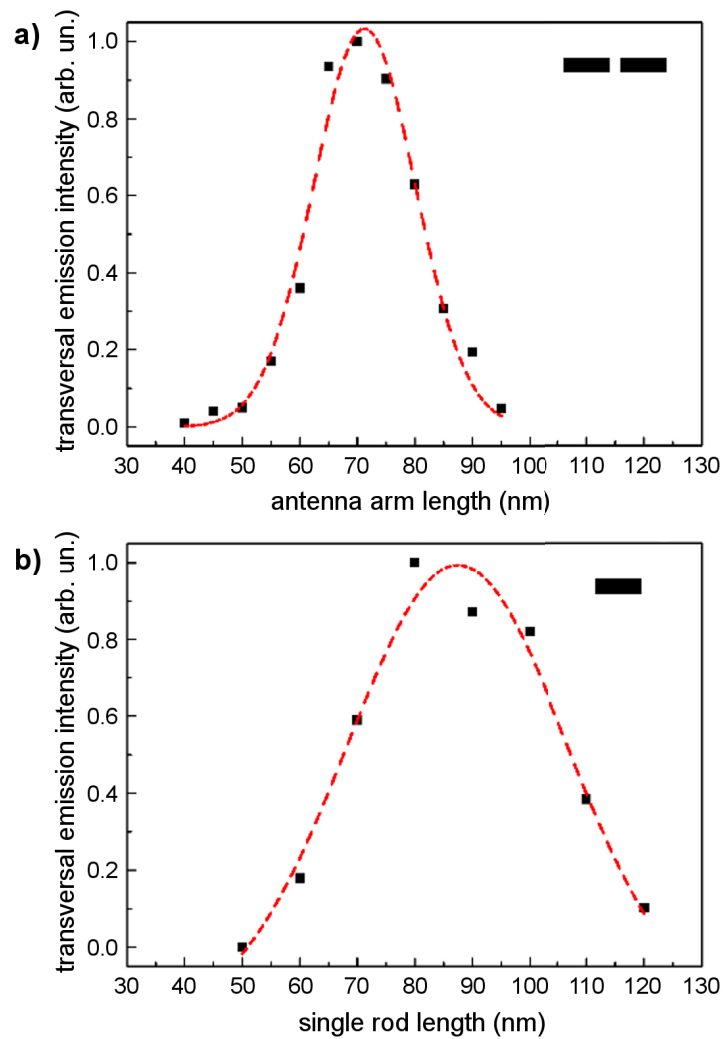 a)
transversal emission intensity (arb. un.)
1.0
0.8
0.6
0.4
0.2
0.0
30 40 50 60 70 80 90 100 110 120 130
antenna arm length (nm)
b)
transversal emission intensity (arb. un.)
1.0
0.8
0.6
0.4
0.2
0.0
30 40 50 60 70 80 90 100 110 120 130
single rod length (nm)